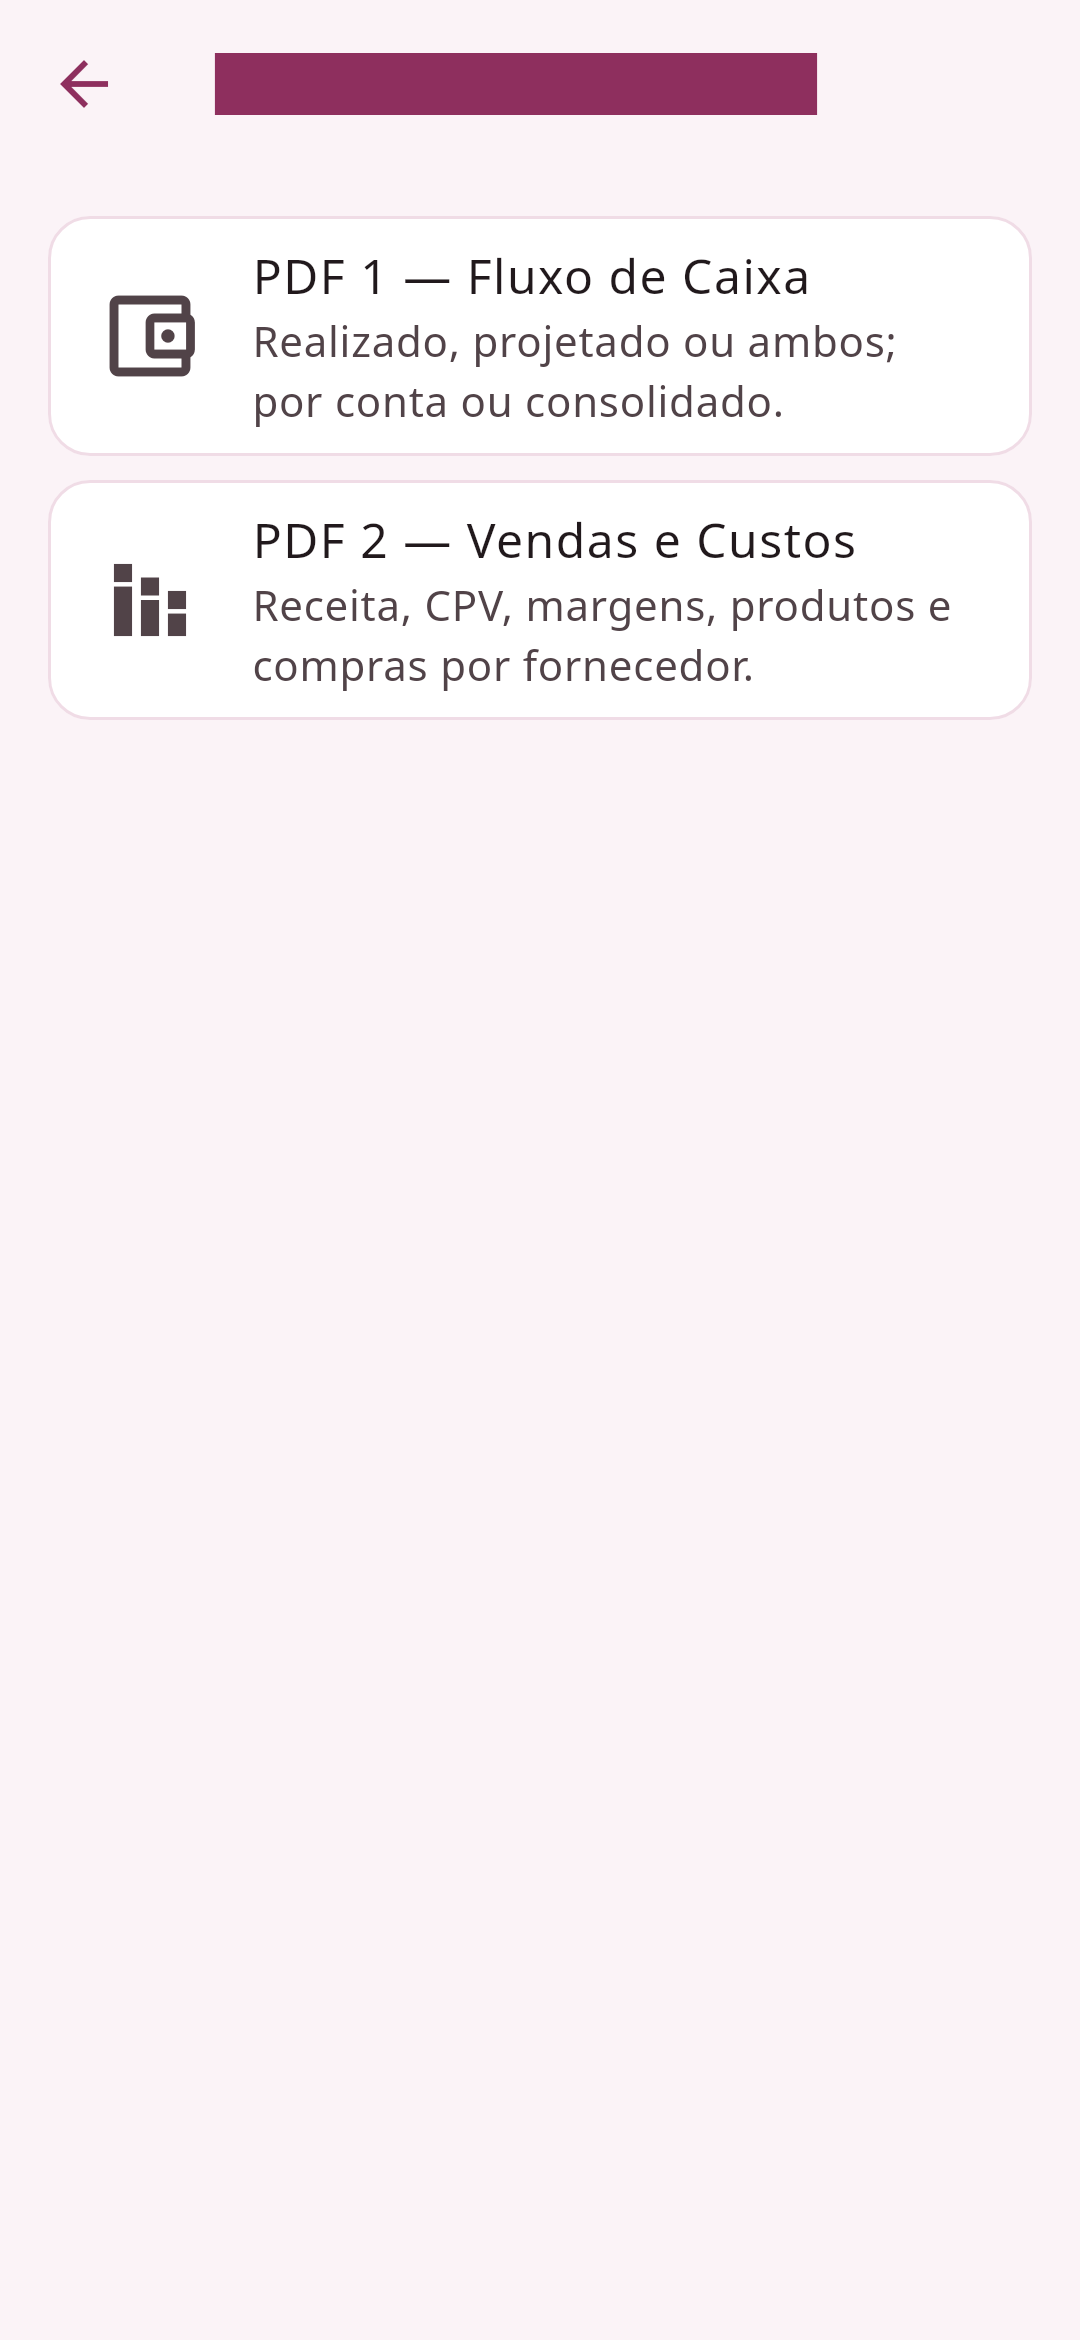 PDF 1 — Fluxo de Caixa
Realizado, projetado ou ambos;
por conta ou consolidado.
PDF 2 — Vendas e Custos
Receita, CPV, margens, produtos e
compras por fornecedor.